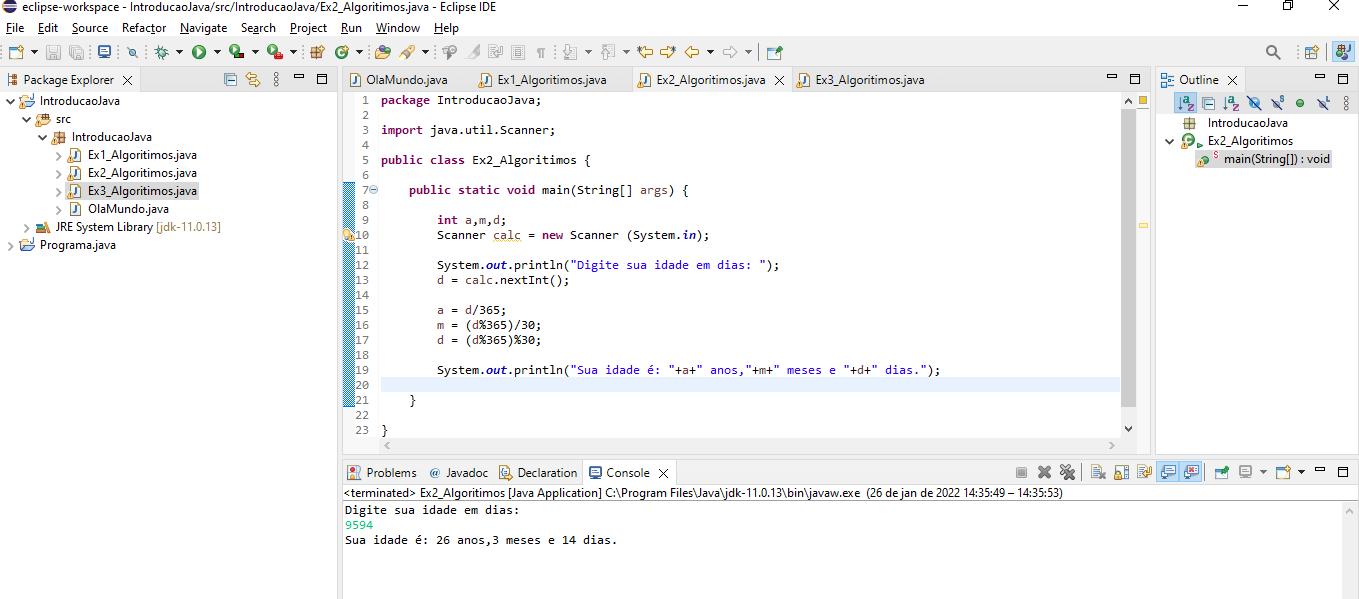 eclipse-workspace - IntroducaoJava/src/IntroducaoJava/Ex2_Algoritimos.java - Eclipse IDE
File Edit Source Refactor Navigate Search Project Run Window Help
Package Explorer
IntroducaoJava
src
IntroducaoJava
Ex1_Algoritimos.java
Ex2_Algoritimos.java
Ex3_Algoritimos.java
OlaMundo.java
JRE System Library [jdk-11.0.13]
Programa.java
OlaMundo.java Ex1_Algoritimos.java Ex2_Algoritimos.java Ex3_Algoritimos.java
1 package IntroducaoJava;
2
3 import java.util.Scanner;
4
5 public class Ex2_Algoritimos {
6
7 public static void main(String[] args) {
8
9 int a,m,d;
10 Scanner calc = new Scanner (System.in);
11
12 System.out.println("Digite sua idade em dias: ");
13 d = calc.nextInt();
14
15 a = d/365;
16 m = (d%365)/30;
17 d = (d%365)%30;
18
19 System.out.println("Sua idade é: "+a+" anos,"+m+" meses e "+d+" dias.");
20
21 }
22
23 }
Outline
IntroducaoJava
Ex2_Algoritimos
main(String[]) : void
Problems Javadoc Declaration Console
<terminated> Ex2_Algoritimos [Java Application] C:\Program Files\Java\jdk-11.0.13\bin\javaw.exe (26 de jan de 2022 14:35:49 – 14:35:53)
Digite sua idade em dias:
9594
Sua idade é: 26 anos,3 meses e 14 dias.